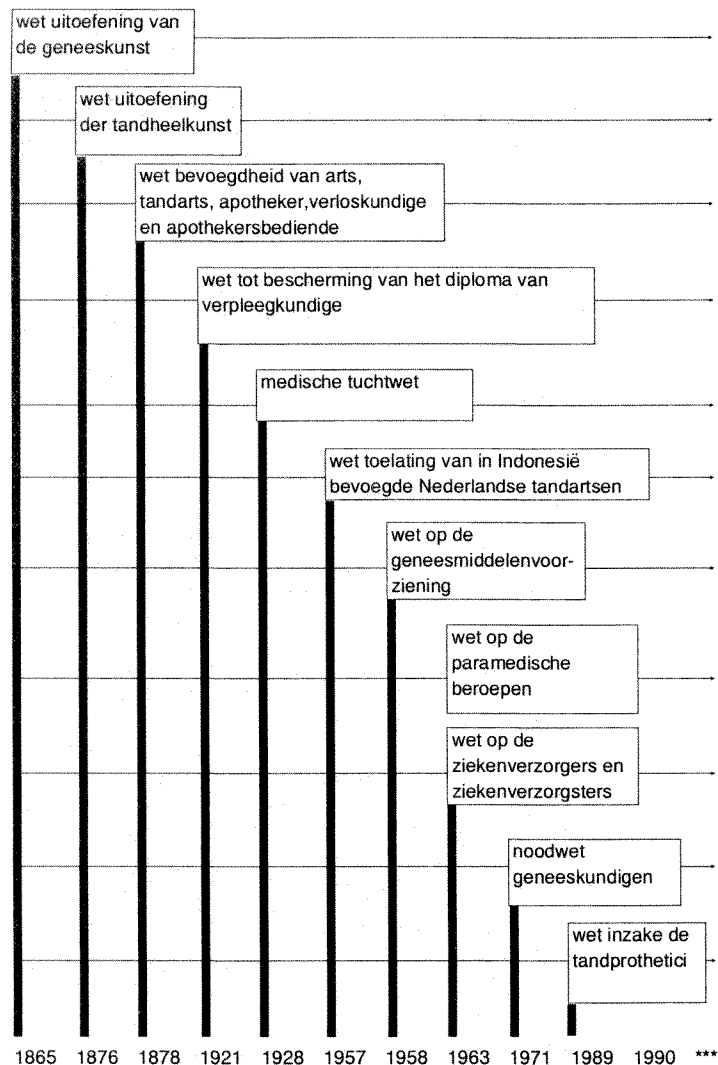 wet uitoefening van
de geneeskunst
wet uitoefening
der tandheelkunst
wet bevoegdheid van arts,
tandarts, apotheker,verloskundige
en apothekersbediende
wet tot bescherming van het diploma van
verpleegkundige
medische tuchtwet
wet toelating van in Indonesië
bevoegde Nederlandse tandartsen
wet op de
geneesmiddelenvoor-
ziening
wet op de
paramedische
beroepen
wet op de
ziekenverzorgers en
ziekenverzorgsters
noodwet
geneeskundigen
wet inzake de
tandprothetici
1865 1876 1878 1921 1928 1957 1958 1963 1971 1989 1990 ***